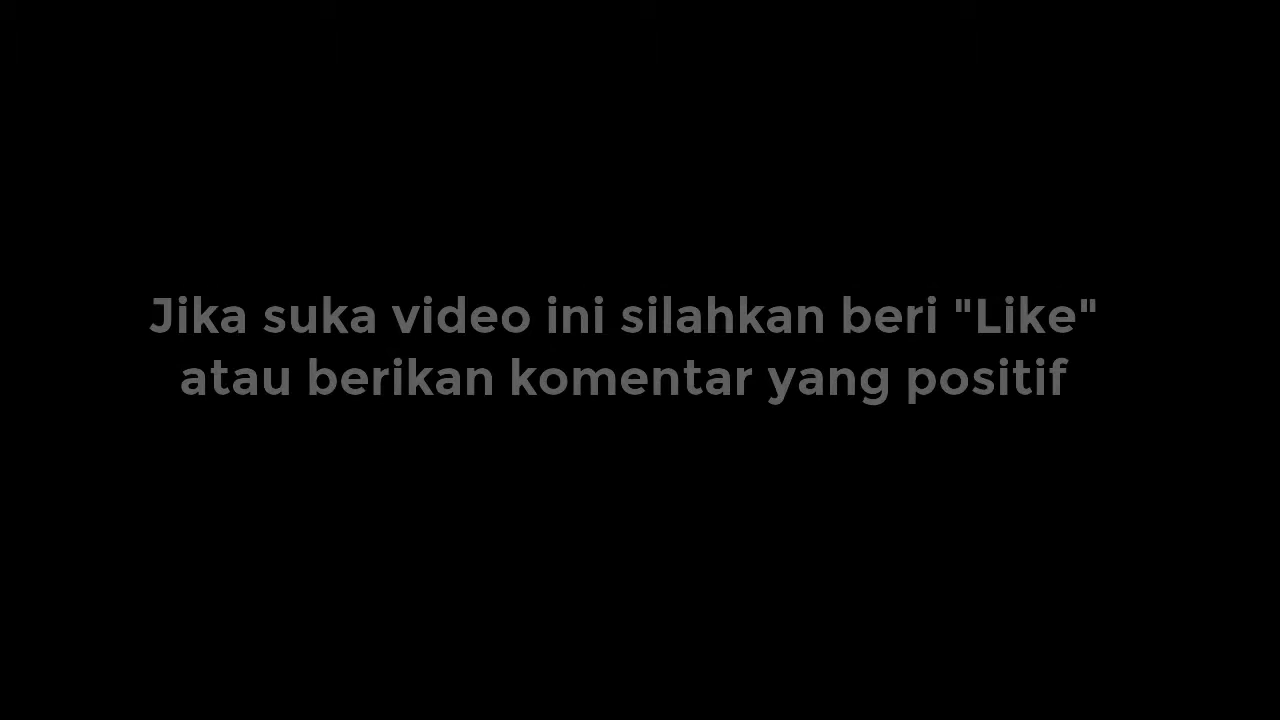 Jika suka video ini silahkan beri "Like"
atau berikan komentar yang positif